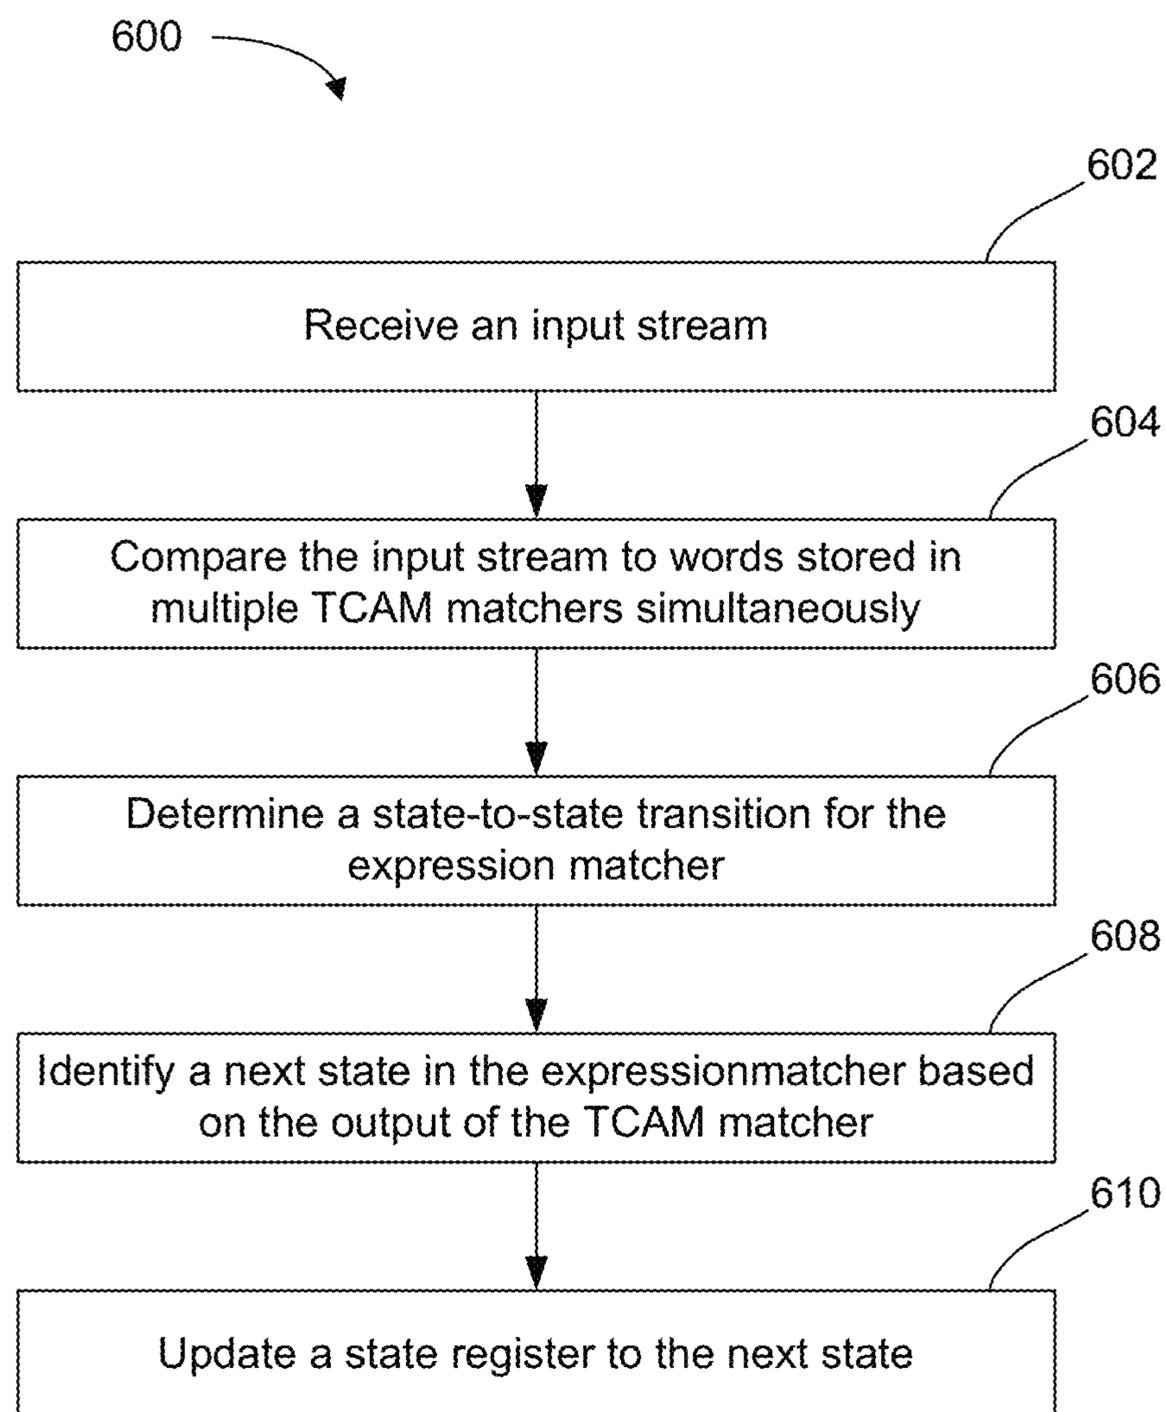 600
602
Receive an input stream
604
Compare the input stream to words stored in
multiple TCAM matchers simultaneously
606
Determine a state-to-state transition for the
expression matcher
608
Identify a next state in the expressionmatcher based
on the output of the TCAM matcher
610
Update a state register to the next state